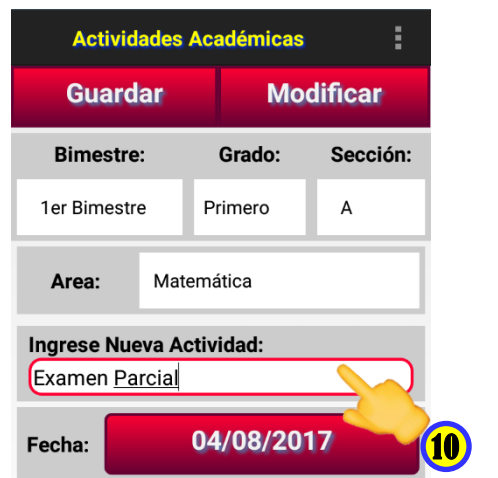 Actividades Académicas
Guardar Modificar
Bimestre: Grado: Sección:
1er Bimestre Primero A
Area: Matemática
Ingrese Nueva Actividad:
Examen Parcial
Fecha: 04/08/2017
10